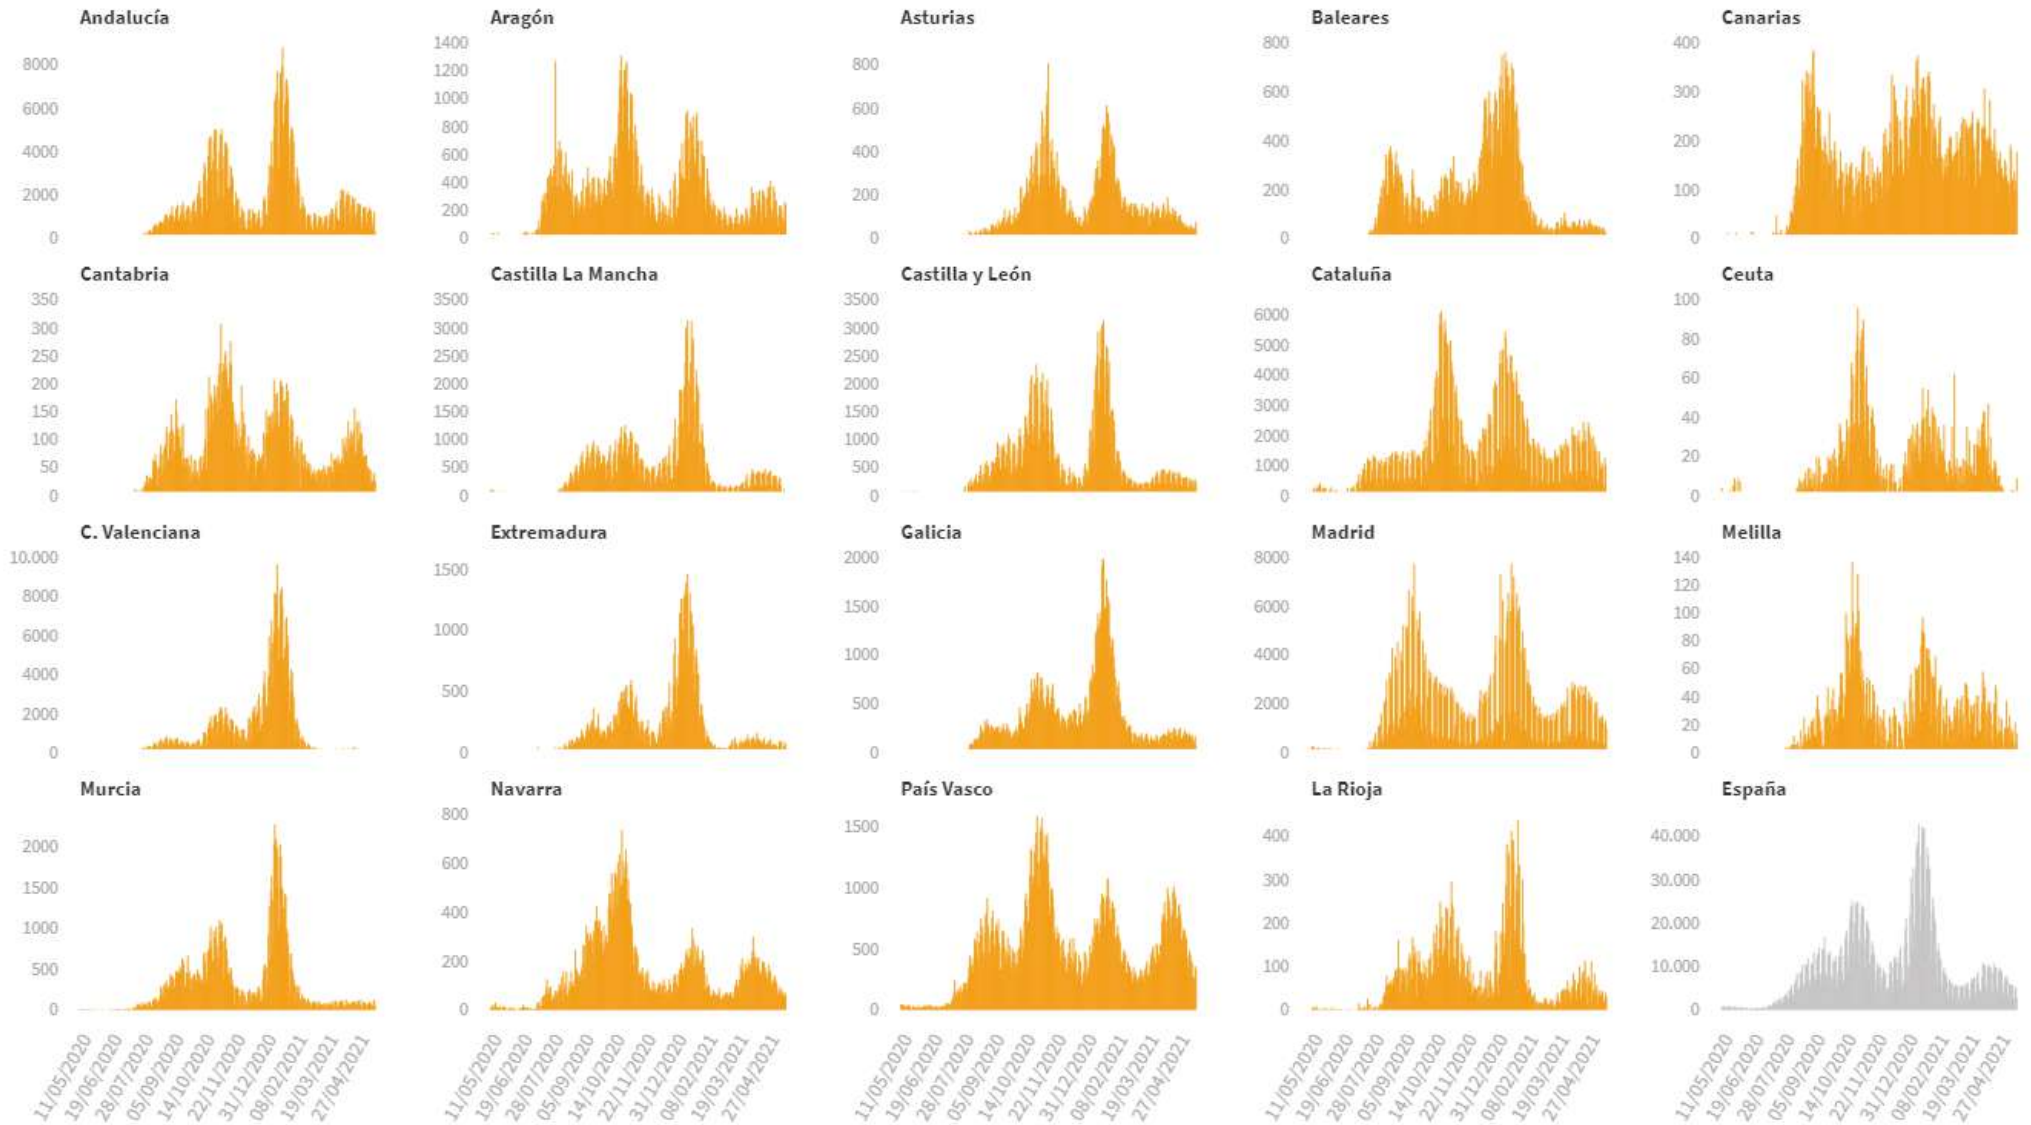 Andalucía Aragón Asturias Baleares Canarias
8000 6000 4000 2000 0
1400 1200 1000 800 600 400 200 0
800 600 400 200 0
800 600 400 200 0
400 300 200 100 0
Cantabria Castilla La Mancha Castilla y León Cataluña Ceuta
350 300 250 200 150 100 50 0
3500 3000 2500 2000 1500 1000 500 0
3500 3000 2500 2000 1500 1000 500 0
6000 5000 4000 3000 2000 1000 0
100 80 60 40 20 0
C. Valenciana Extremadura Galicia Madrid Melilla
10.000 8000 6000 4000 2000 0
1500 1000 500 0
2000 1500 1000 500 0
8000 6000 4000 2000 0
140 120 100 80 60 40 20 0
Murcia Navarra País Vasco La Rioja España
2000 1500 1000 500 0
800 600 400 200 0
1500 1000 500 0
400 300 200 100 0
40.000 30.000 20.000 10.000 0
11/05/2020 19/06/2020 28/07/2020 05/09/2020 14/10/2020 22/11/2020 31/12/2020 08/02/2021 19/03/2021 27/04/2021
11/05/2020 19/06/2020 28/07/2020 05/09/2020 14/10/2020 22/11/2020 31/12/2020 08/02/2021 19/03/2021 27/04/2021
11/05/2020 19/06/2020 28/07/2020 05/09/2020 14/10/2020 22/11/2020 31/12/2020 08/02/2021 19/03/2021 27/04/2021
11/05/2020 19/06/2020 28/07/2020 05/09/2020 14/10/2020 22/11/2020 31/12/2020 08/02/2021 19/03/2021 27/04/2021
11/05/2020 19/06/2020 28/07/2020 05/09/2020 14/10/2020 22/11/2020 31/12/2020 08/02/2021 19/03/2021 27/04/2021